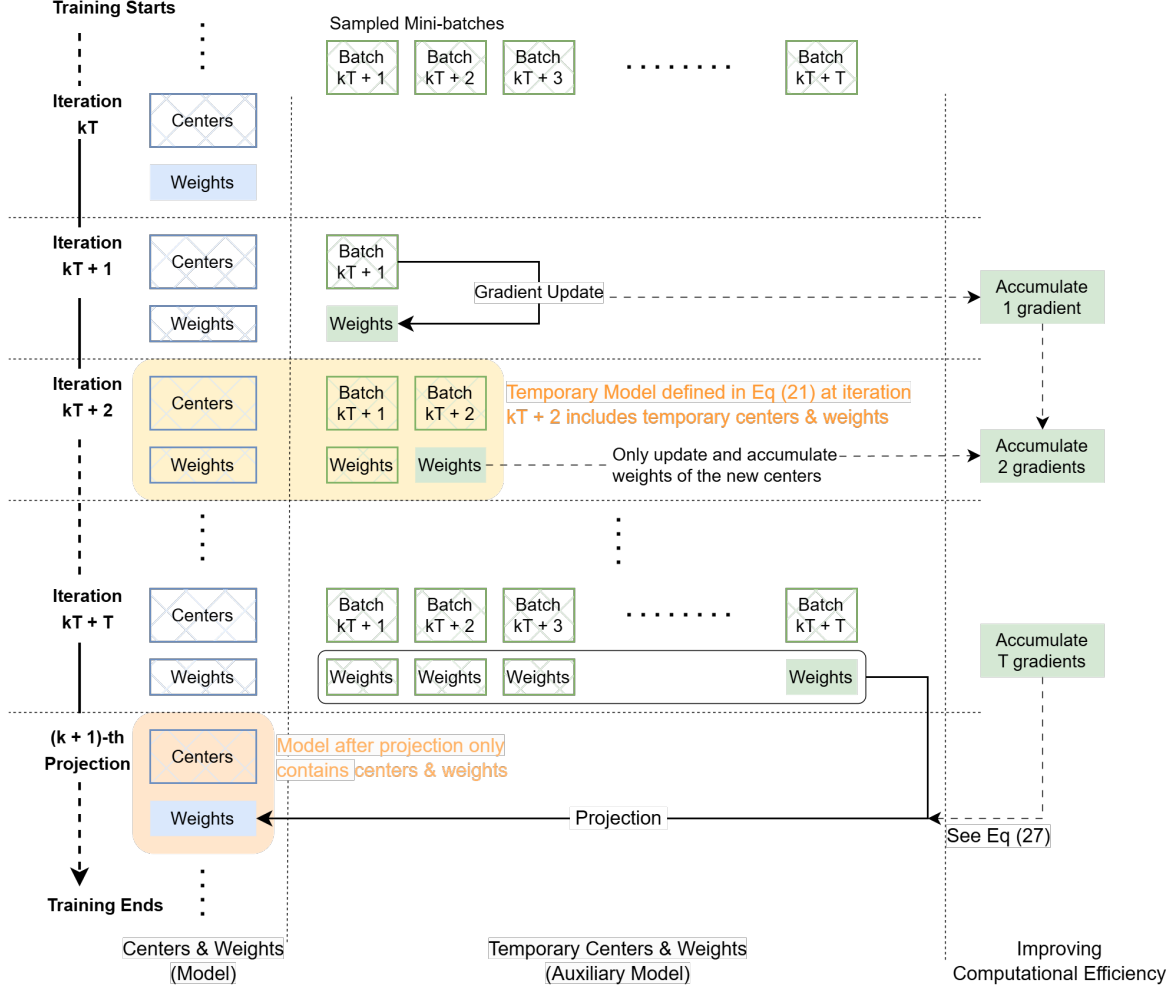 Training Starts
Sampled Mini-batches
Batch
kT + 1
Batch
kT + 2
Batch
kT + 3
Batch
kT + T
Iteration
kT
Centers
Weights
Iteration
kT + 1
Centers
Batch
kT + 1
Gradient Update
Accumulate
1 gradient
Weights
Weights
Iteration
kT + 2
Centers
Batch
kT + 1
Batch
kT + 2
Temporary Model defined in Eq (21) at iteration
kT + 2 includes temporary centers & weights
Weights
Weights
Weights
Only update and accumulate
weights of the new centers
Accumulate
2 gradients
Iteration
kT + T
Centers
Batch
kT + 1
Batch
kT + 2
Batch
kT + 3
Batch
kT + T
Accumulate
T gradients
Weights
Weights
Weights
Weights
Weights
(k + 1)-th
Projection
Centers
Model after projection only
contains centers & weights
Weights
Projection
See Eq (27)
Training Ends
Centers & Weights
(Model)
Temporary Centers & Weights
(Auxiliary Model)
Improving
Computational Efficiency